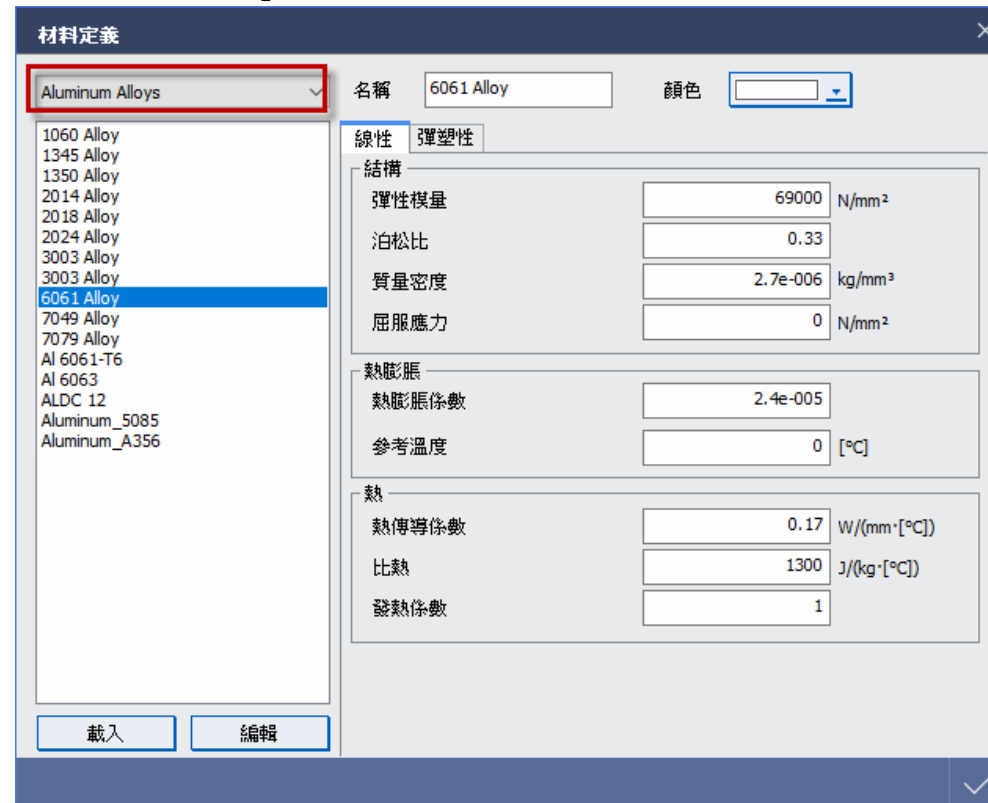 材料定義
Aluminum Alloys
名稱 6061 Alloy 顏色
1060 Alloy
1345 Alloy
1350 Alloy
2014 Alloy
2018 Alloy
2024 Alloy
3003 Alloy
3003 Alloy
6061 Alloy
7049 Alloy
7079 Alloy
Al 6061-T6
Al 6063
ALDC 12
Aluminum_5085
Aluminum_A356
載入 編輯
線性 彈塑性
結構
彈性模量 69000 N/mm²
泊松比 0.33
質量密度 2.7e-006 kg/mm³
屈服應力 0 N/mm²
熱膨脹
熱膨脹係數 2.4e-005
參考溫度 0 [°C]
熱
熱傳導係數 0.17 W/(mm·[°C])
比熱 1300 J/(kg·[°C])
發熱係數 1